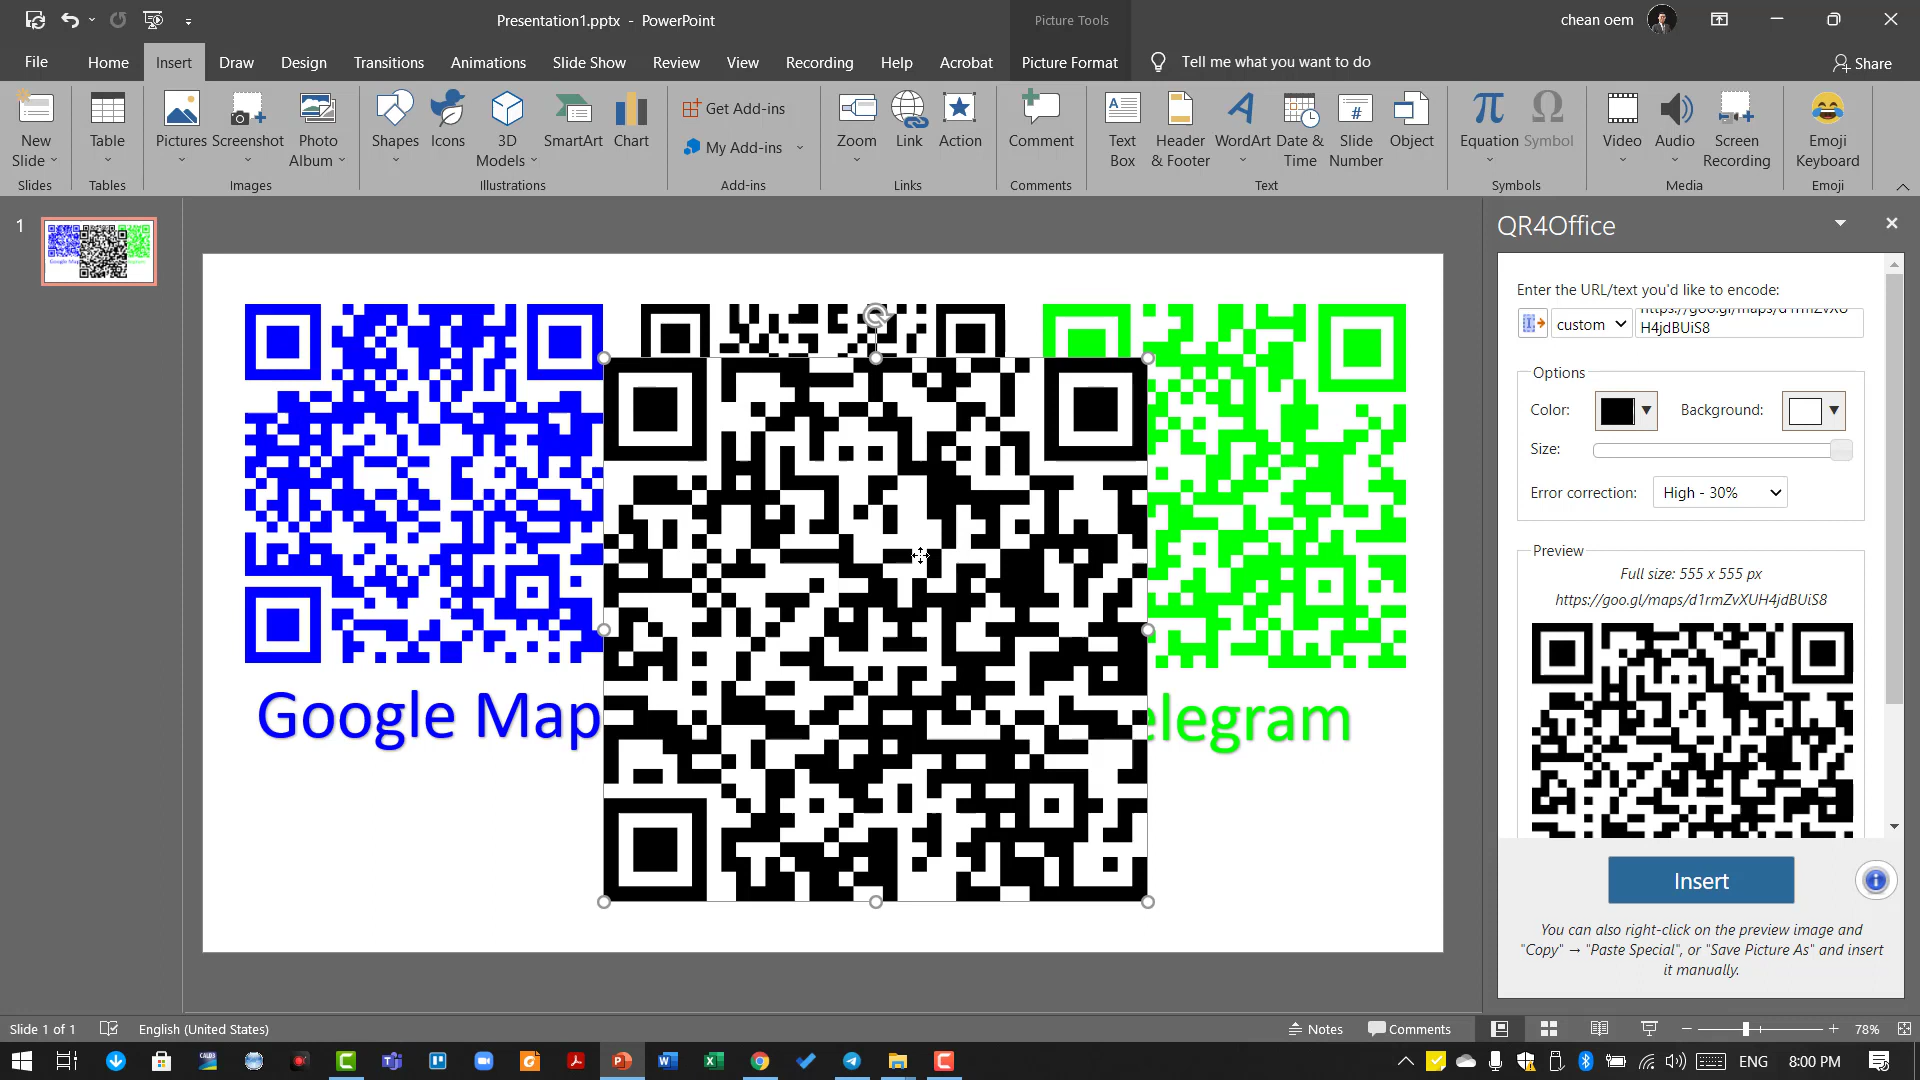 Presentation1.pptx - PowerPoint
Picture Tools
chean oem
File
Home
Insert
Draw
Design
Transitions
Animations
Slide Show
Review
View
Recording
Help
Acrobat
Picture Format
Tell me what you want to do
Share
New
Slide
Table
Pictures
Screenshot
Photo
Album
Shapes
Icons
3D
Models
SmartArt
Chart
Get Add-ins
My Add-ins
Zoom
Link
Action
Comment
Text
Box
Header
& Footer
WordArt
Date &
Time
Slide
Number
Object
Equation
Symbol
Video
Audio
Screen
Recording
Emoji
Keyboard
Slides
Tables
Images
Illustrations
Add-ins
Links
Comments
Text
Symbols
Media
Emoji
1
Google Map
elegram
QR4Office
Enter the URL/text you'd like to encode:
custom
https://goo.gl/maps/d1rmZvXU
H4jdBUiS8
Options
Color:
Background:
Size:
Error correction:
High - 30%
Preview
Full size: 555 x 555 px
https://goo.gl/maps/d1rmZvXUH4jdBUiS8
Insert
You can also right-click on the preview image and
"Copy" → "Paste Special", or "Save Picture As" and insert
it manually.
Slide 1 of 1
English (United States)
Notes
Comments
78%
ENG
8:00 PM